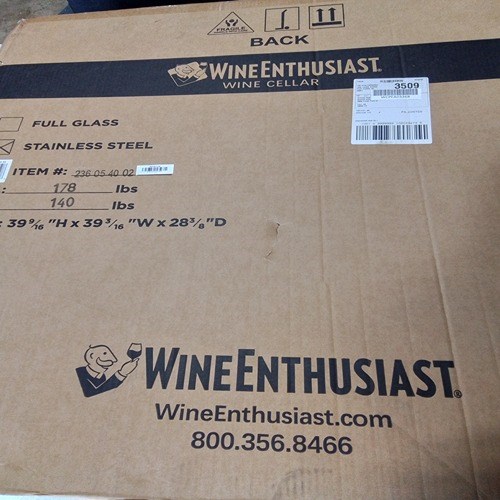 FRAGILE
BACK
WINEENTHUSIAST.
WINE CELLAR
3509
FULL GLASS
STAINLESS STEEL
ITEM #: 236 05 40 02
: 178 lbs
140 lbs
: 39 9/16 "H x 39 3/16 "W x 28 3/8 "D
WINEENTHUSIAST®
WineEnthusiast.com
800.356.8466